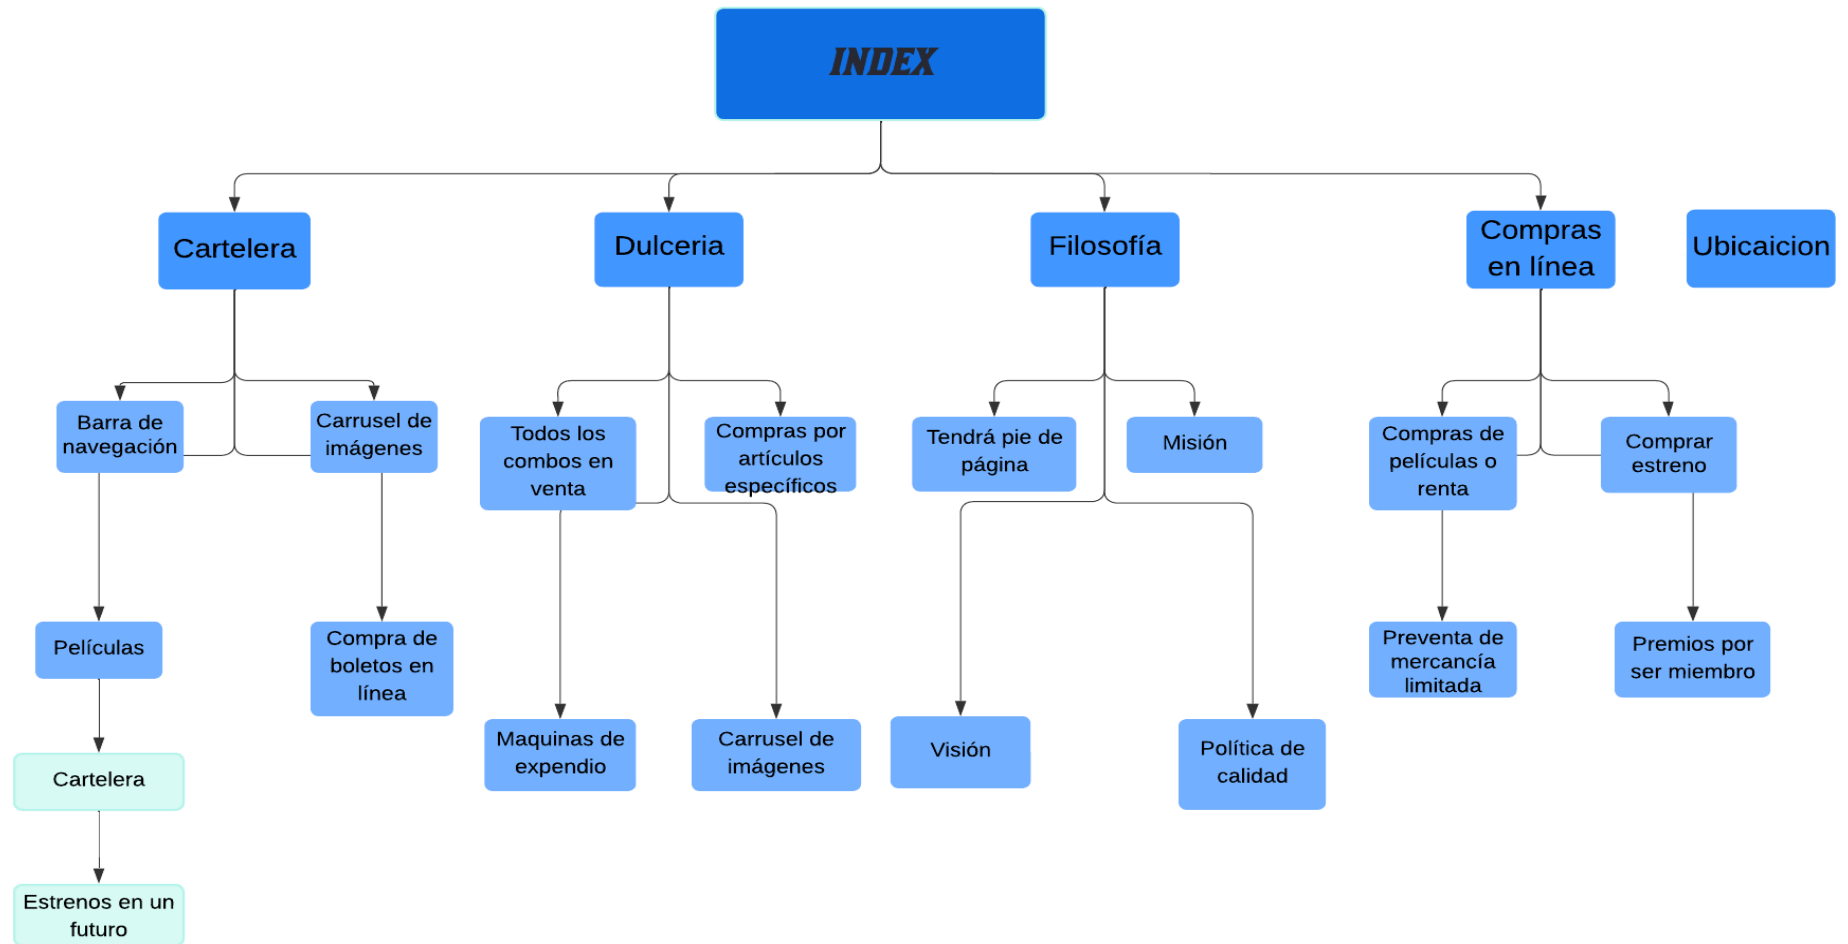 INDEX
Cartelera
Dulceria
Filosofía
Compras
en línea
Ubicaicion
Barra de
navegación
Carrusel de
imágenes
Todos los
combos en
venta
Compras por
artículos
específicos
Tendrá pie de
página
Misión
Compras de
películas o
renta
Comprar
estreno
Películas
Compra de
boletos en
línea
Preventa de
mercancía
limitada
Premios por
ser miembro
Maquinas de
expendio
Carrusel de
imágenes
Visión
Política de
calidad
Cartelera
Estrenos en un
futuro